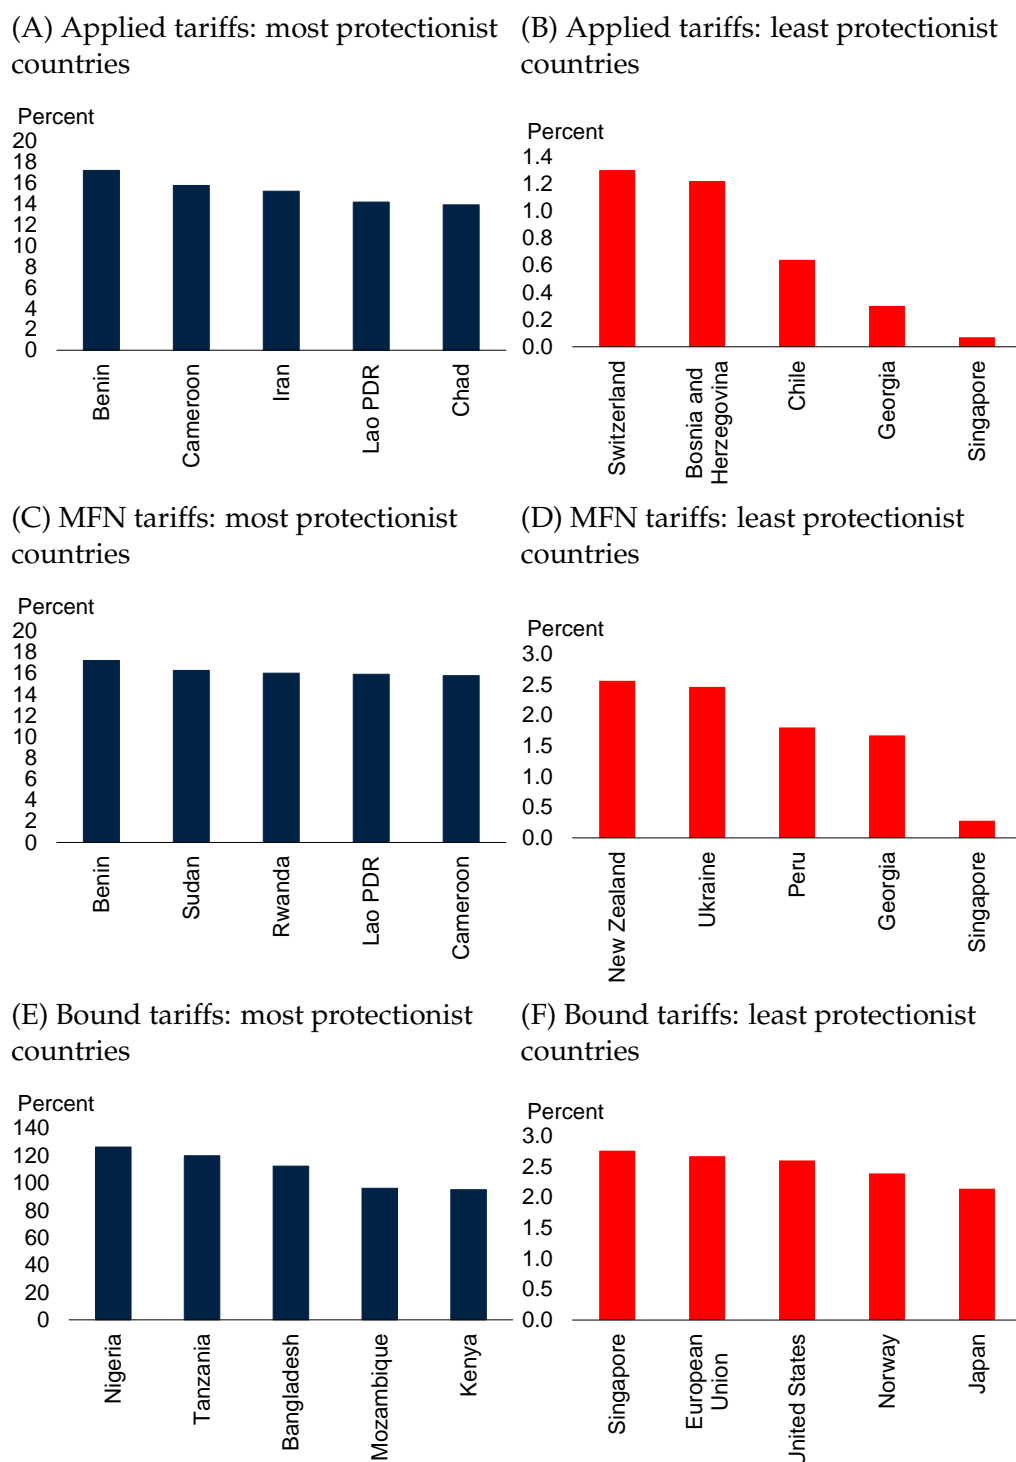 (A) Applied tariffs: most protectionist
countries
Percent
20
18
16
14
12
10
8
6
4
2
0
Benin
Cameroon
Iran
Lao PDR
Chad
(B) Applied tariffs: least protectionist
countries
Percent
1.4
1.2
1.0
0.8
0.6
0.4
0.2
0.0
Switzerland
Bosnia and
Herzegovina
Chile
Georgia
Singapore
(C) MFN tariffs: most protectionist
countries
Percent
20
18
16
14
12
10
8
6
4
2
0
Benin
Sudan
Rwanda
Lao PDR
Cameroon
(D) MFN tariffs: least protectionist
countries
Percent
3.0
2.5
2.0
1.5
1.0
0.5
0.0
New Zealand
Ukraine
Peru
Georgia
Singapore
(E) Bound tariffs: most protectionist
countries
Percent
140
120
100
80
60
40
20
0
Nigeria
Tanzania
Bangladesh
Mozambique
Kenya
(F) Bound tariffs: least protectionist
countries
Percent
3.0
2.5
2.0
1.5
1.0
0.5
0.0
Singapore
European
Union
United States
Norway
Japan